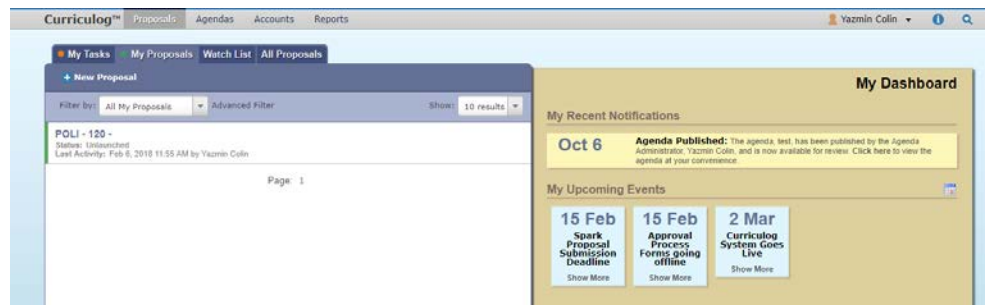 Curriculog™ Proposals Agendas Accounts Reports Yazmin Colin
My Tasks My Proposals Watch List All Proposals
New Proposal
Filter by: All My Proposals Advanced Filter Show: 10 results
POLI - 120 -
Status: Unlaunched
Last Activity: Feb 6, 2018 11:55 AM by Yazmin Colin
Page: 1
My Dashboard
My Recent Notifications
Oct 6
Agenda Published: The agenda, test, has been published by the Agenda
Administrator, Yazmin Colin, and is now available for review. Click here to view the
agenda at your convenience.
My Upcoming Events
15 Feb
Spark
Proposal
Submission
Deadline
Show More
15 Feb
Approval
Process
Forms going
offline
Show More
2 Mar
Curriculog
System Goes
Live
Show More